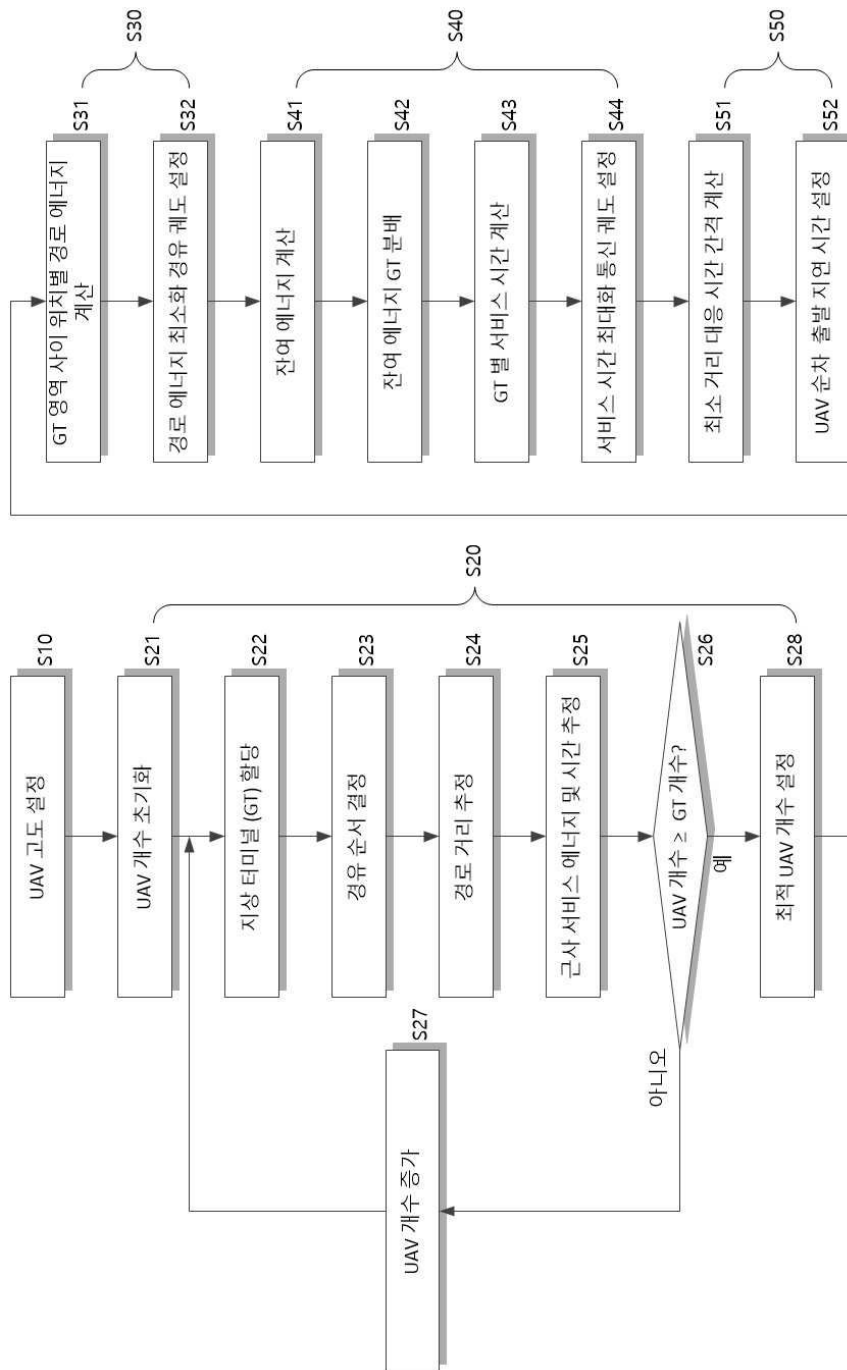 UAV 고도 설정
S10
UAV 개수 초기화
S21
지상 터미널 (GT) 할당
S22
경유 순서 결정
S23
경로 거리 추정
S24
근사 서비스 에너지 및 시간 추정
S25
UAV 개수 ≥ GT 개수?
S26
아니오
예
UAV 개수 증가
S27
최적 UAV 개수 설정
S28
S20
GT 영역 사이 위치별 경로 에너지
계산
S31
경로 에너지 최소화 경유 궤도 설정
S32
S30
잔여 에너지 계산
S41
잔여 에너지 GT 분배
S42
GT 별 서비스 시간 계산
S43
서비스 시간 최대화 통신 궤도 설정
S44
S40
최소 거리 대응 시간 간격 계산
S51
UAV 순차 출발 지연 시간 설정
S52
S50